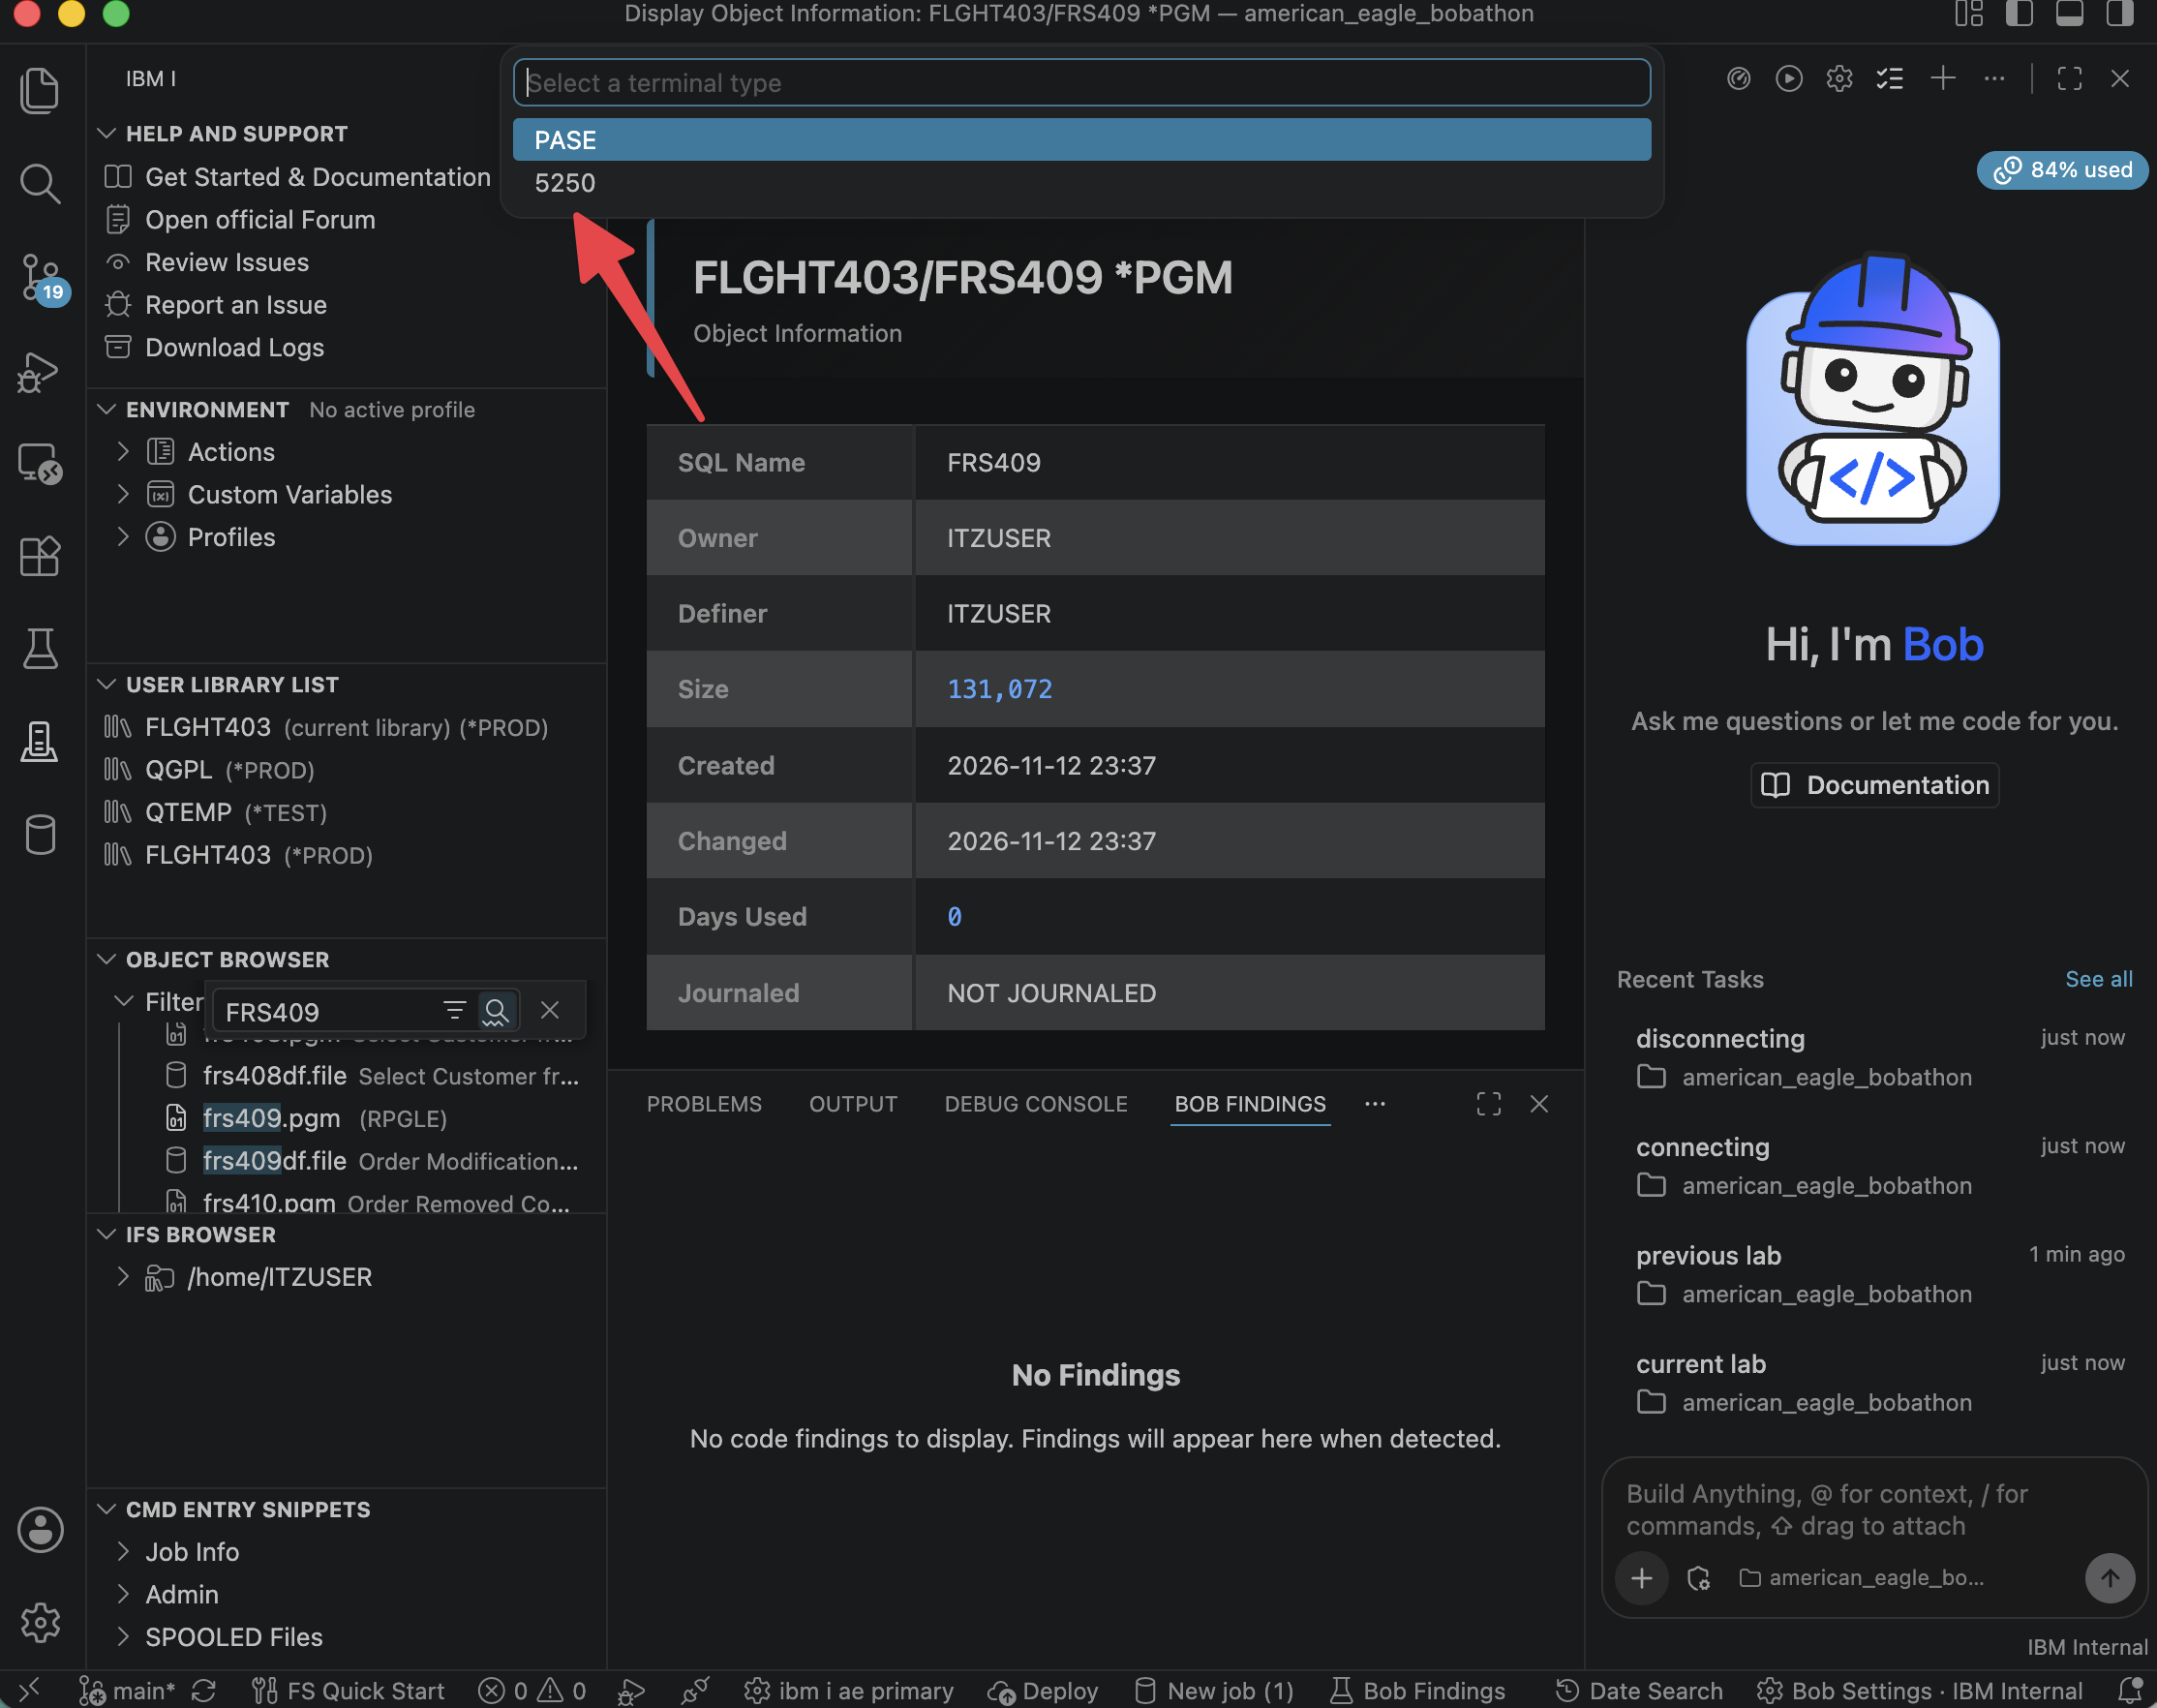 Display Object Information: FLGHT403/FRS409 *PGM — american_eagle_bobathon
IBM I
Select a terminal type
PASE
5250
HELP AND SUPPORT
Get Started & Documentation
Open official Forum
Review Issues
Report an Issue
Download Logs
19
ENVIRONMENT No active profile
Actions
Custom Variables
Profiles
USER LIBRARY LIST
FLGHT403 (current library) (*PROD)
QGPL (*PROD)
QTEMP (*TEST)
FLGHT403 (*PROD)
OBJECT BROWSER
Filter
FRS409
frs408df.file Select Customer fr...
frs409.pgm (RPGLE)
frs409df.file Order Modification...
frs410.pgm Order Removed Co...
IFS BROWSER
/home/ITZUSER
CMD ENTRY SNIPPETS
Job Info
Admin
SPOOLED Files
FLGHT403/FRS409 *PGM
Object Information
SQL Name FRS409
Owner ITZUSER
Definer ITZUSER
Size 131,072
Created 2026-11-12 23:37
Changed 2026-11-12 23:37
Days Used 0
Journaled NOT JOURNALED
PROBLEMS OUTPUT DEBUG CONSOLE BOB FINDINGS
No Findings
No code findings to display. Findings will appear here when detected.
84% used
</>
Hi, I'm Bob
Ask me questions or let me code for you.
Documentation
Recent Tasks See all
disconnecting just now
american_eagle_bobathon
connecting just now
american_eagle_bobathon
previous lab 1 min ago
american_eagle_bobathon
current lab just now
american_eagle_bobathon
Build Anything, @ for context, / for
commands, ⇧ drag to attach
american_eagle_bo...
IBM Internal
main* FS Quick Start 0 0 ibm i ae primary Deploy New job (1) Bob Findings Date Search Bob Settings · IBM Internal